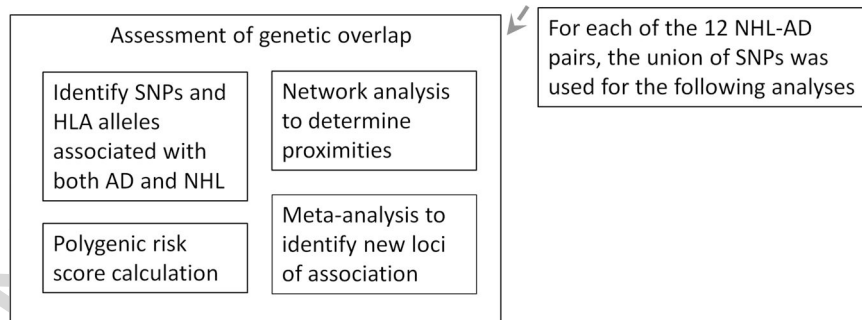 Assessment of genetic overlap
Identify SNPs and
HLA alleles
associated with
both AD and NHL
Network analysis
to determine
proximities
Polygenic risk
score calculation
Meta-analysis to
identify new loci
of association
For each of the 12 NHL-AD
pairs, the union of SNPs was
used for the following analyses